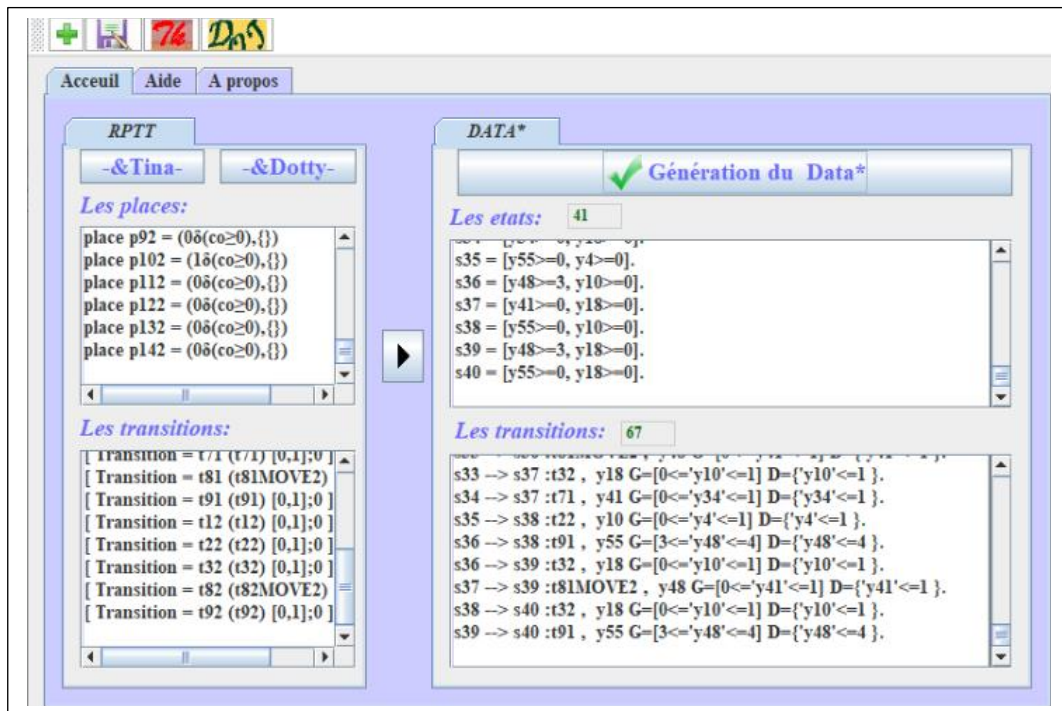 Acceuil Aide A propos
RPTT
-&Tina- -&Dotty-
Les places:
place p92 = (0δ(co≥0),{})
place p102 = (1δ(co≥0),{})
place p112 = (0δ(co≥0),{})
place p122 = (0δ(co≥0),{})
place p132 = (0δ(co≥0),{})
place p142 = (0δ(co≥0),{})
Les transitions:
[ Transition = t71 (t71) [0,1];0 ]
[ Transition = t81 (t81MOVE2)
[ Transition = t91 (t91) [0,1];0 ]
[ Transition = t12 (t12) [0,1];0 ]
[ Transition = t22 (t22) [0,1];0 ]
[ Transition = t32 (t32) [0,1];0 ]
[ Transition = t82 (t82MOVE2)
[ Transition = t92 (t92) [0,1];0 ]
DATA*
Génération du Data*
Les etats: 41
s35 = [y55>=0, y4>=0].
s36 = [y48>=3, y10>=0].
s37 = [y41>=0, y18>=0].
s38 = [y55>=0, y10>=0].
s39 = [y48>=3, y18>=0].
s40 = [y55>=0, y18>=0].
Les transitions: 67
s33 --> s37 :t32 , y18 G=[0<='y10'<=1] D={'y10'<=1 }.
s34 --> s37 :t71 , y41 G=[0<='y34'<=1] D={'y34'<=1 }.
s35 --> s38 :t22 , y10 G=[0<='y4'<=1] D={'y4'<=1 }.
s36 --> s38 :t91 , y55 G=[3<='y48'<=4] D={'y48'<=4 }.
s36 --> s39 :t32 , y18 G=[0<='y10'<=1] D={'y10'<=1 }.
s37 --> s39 :t81MOVE2 , y48 G=[0<='y41'<=1] D={'y41'<=1 }.
s38 --> s40 :t32 , y18 G=[0<='y10'<=1] D={'y10'<=1 }.
s39 --> s40 :t91 , y55 G=[3<='y48'<=4] D={'y48'<=4 }.